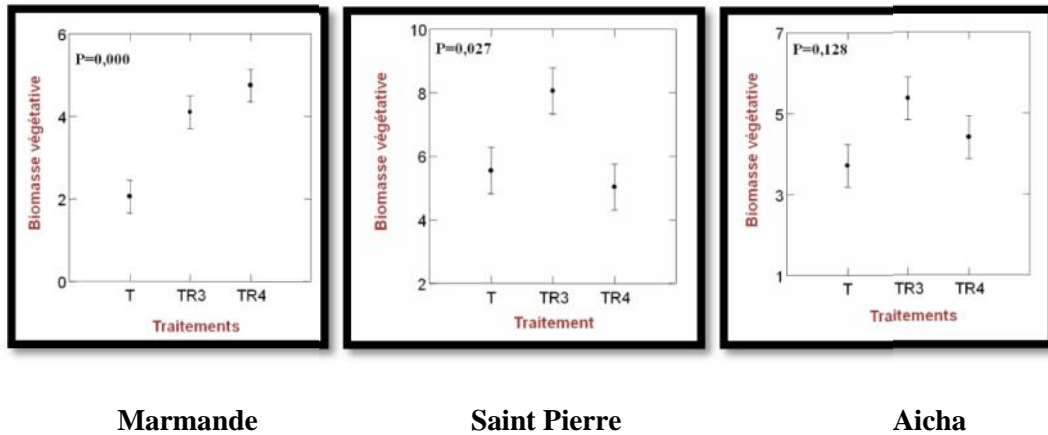 6
P=0,000
4
2
0
Biomasse végétative
T TR3 TR4
Traitements
10
P=0,027
8
6
4
2
Biomasse végétative
T TR3 TR4
Traitement
7
P=0,128
5
3
1
Biomasse végétative
T TR3 TR4
Traitements
Marmande Saint Pierre Aicha